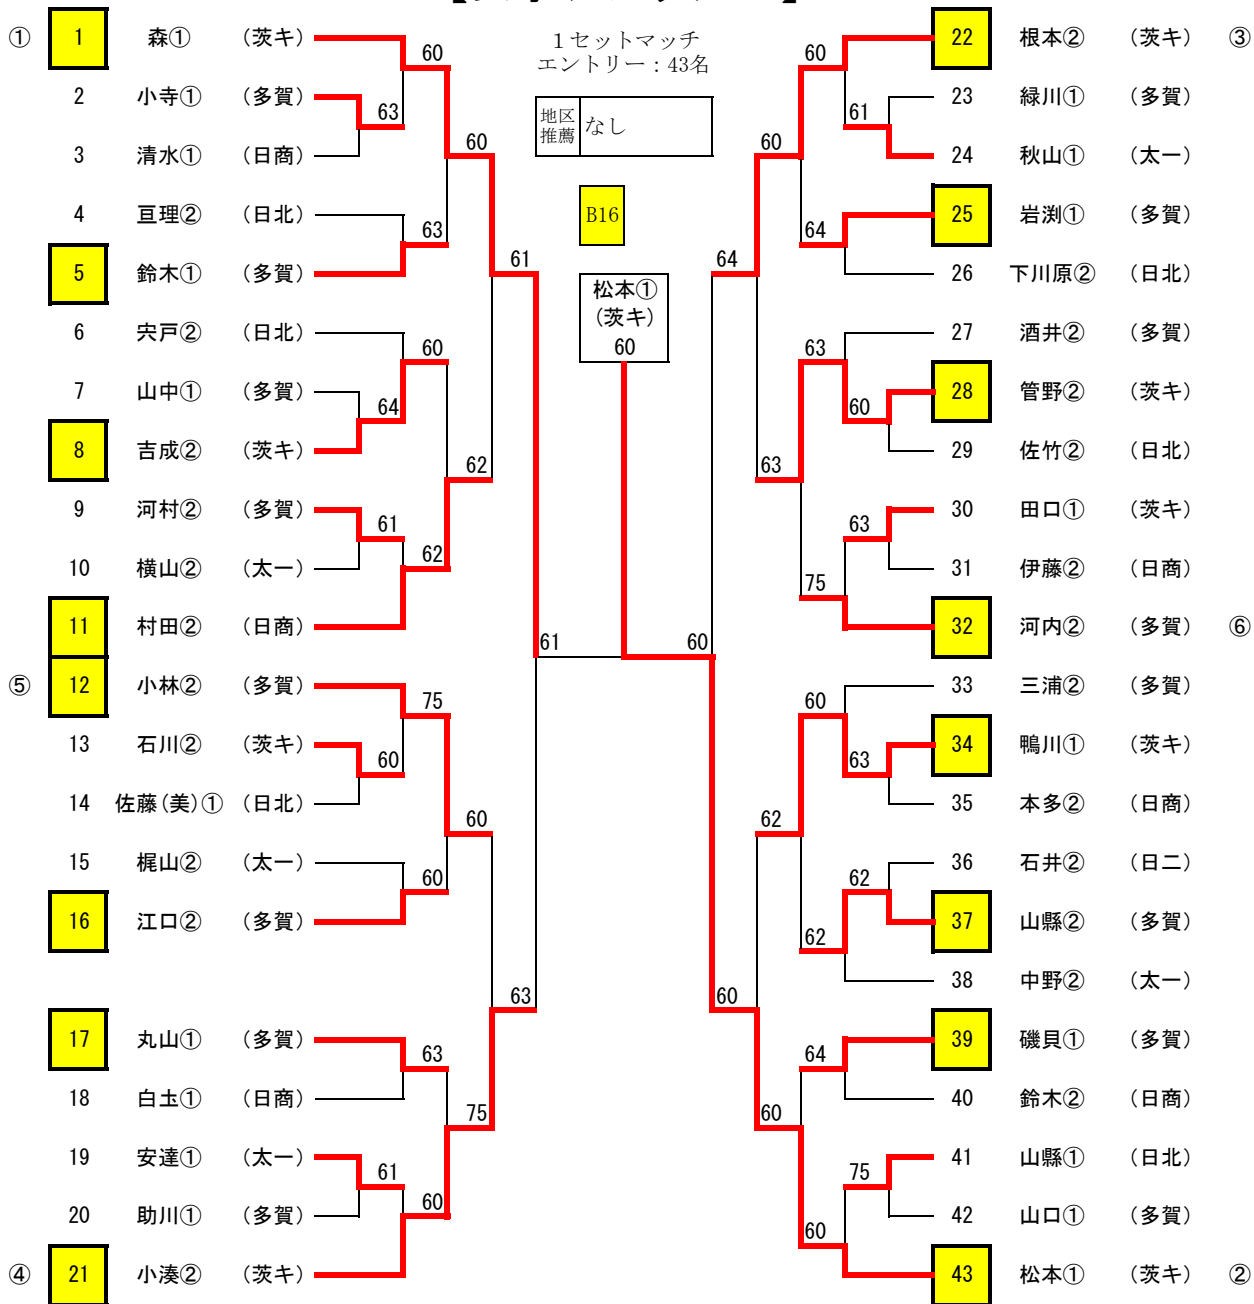 ① 1 森① (茨キ)
2 小寺① (多賀)
3 清水① (日商)
4 亘理② (日北)
5 鈴木① (多賀)
6 宍戸② (日北)
7 山中① (多賀)
8 吉成② (茨キ)
9 河村② (多賀)
10 横山② (太一)
11 村田② (日商)
⑤ 12 小林② (多賀)
13 石川② (茨キ)
14 佐藤(美)① (日北)
15 梶山② (太一)
16 江口② (多賀)
17 丸山① (多賀)
18 白土① (日商)
19 安達① (太一)
20 助川① (多賀)
④ 21 小湊② (茨キ)
60
63
63
60
64
61
62
75
60
60
63
61
60
60
62
60
75
61
63
61
1セットマッチ
エントリー:43名
地区
推薦
なし
B16
松本①
(茨キ)
60
60
64
60
60
63
62
60
60
61
64
63
60
63
75
60
63
62
62
64
75
60
22 根本② (茨キ) ③
23 緑川① (多賀)
24 秋山① (太一)
25 岩渕① (多賀)
26 下川原② (日北)
27 酒井② (多賀)
28 管野② (茨キ)
29 佐竹② (日北)
30 田口① (茨キ)
31 伊藤② (日商)
32 河内② (多賀) ⑥
33 三浦② (多賀)
34 鴨川① (茨キ)
35 本多② (日商)
36 石井② (日二)
37 山縣② (多賀)
38 中野② (太一)
39 磯貝① (多賀)
40 鈴木② (日商)
41 山縣① (日北)
42 山口① (多賀)
43 松本① (茨キ) ②